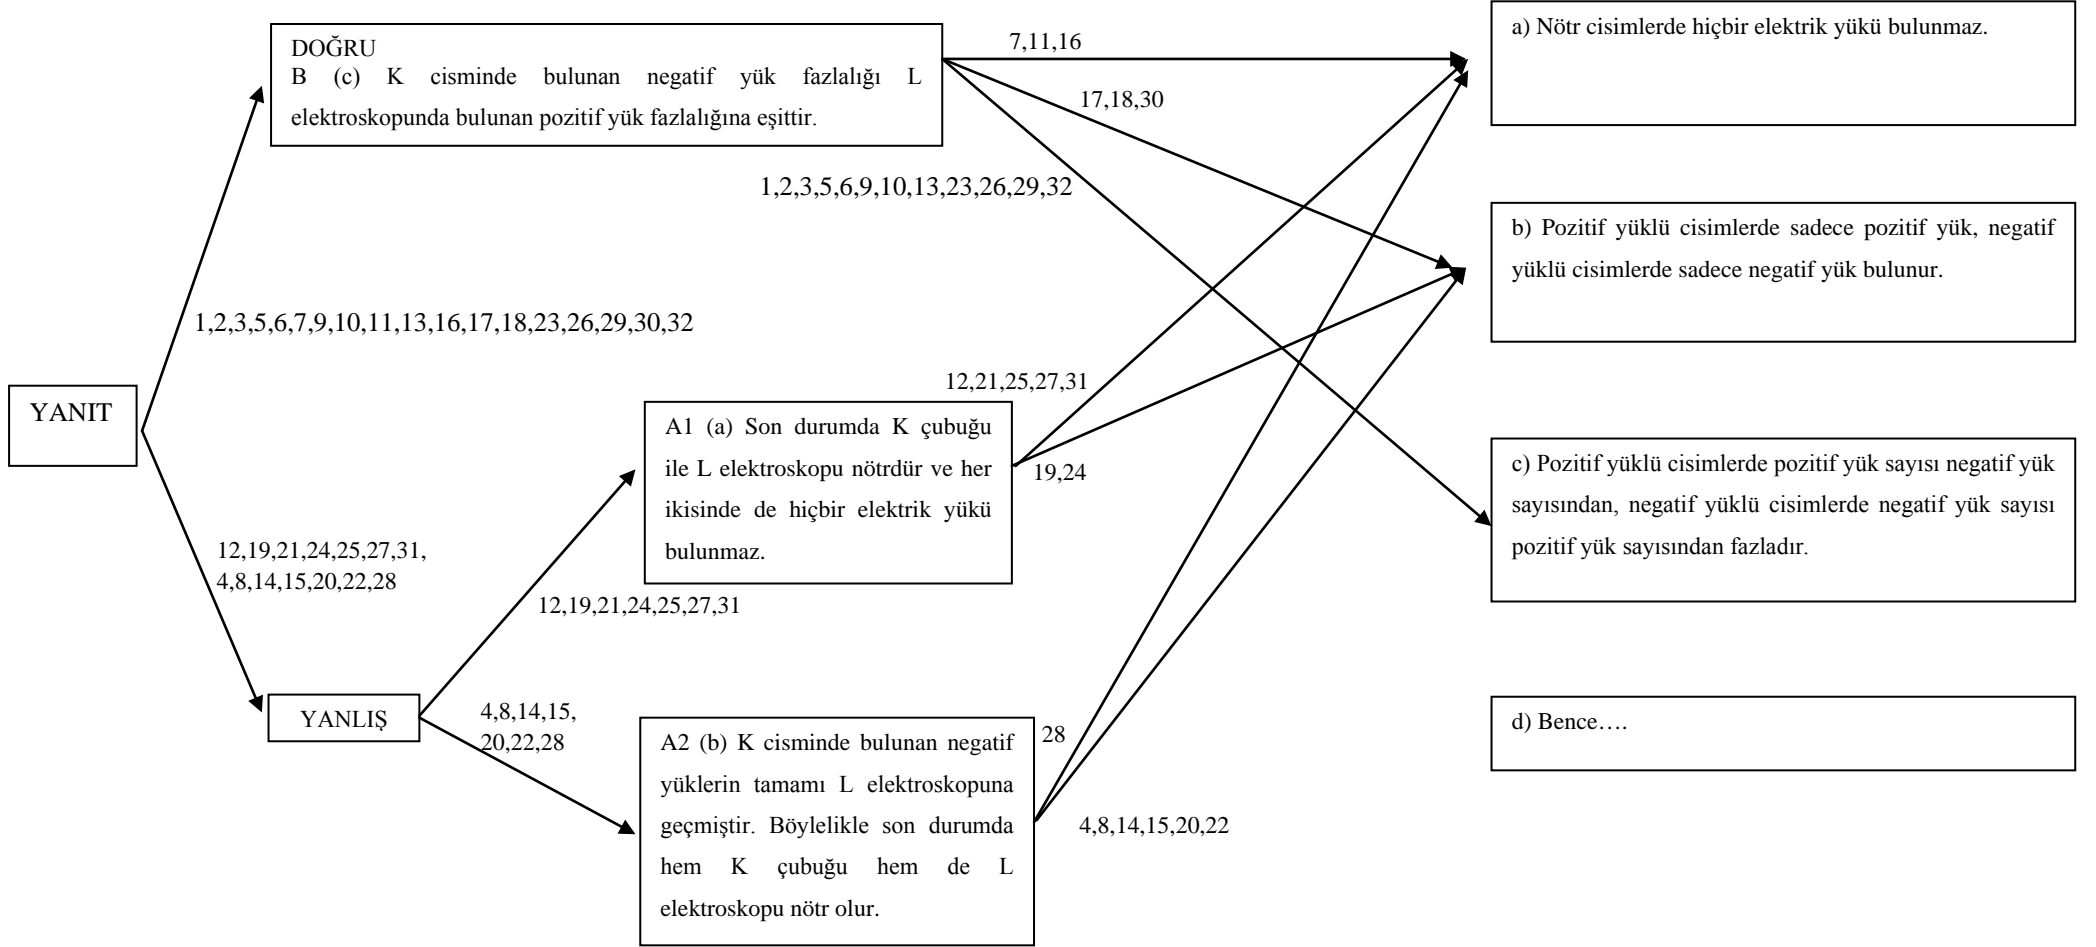 DOĞRU
B (c) K cisminde bulunan negatif yük fazlalığı L
elektroskopunda bulunan pozitif yük fazlalığına eşittir.
7,11,16
17,18,30
1,2,3,5,6,9,10,13,23,26,29,32
a) Nötr cisimlerde hiçbir elektrik yükü bulunmaz.
b) Pozitif yüklü cisimlerde sadece pozitif yük, negatif
yüklü cisimlerde sadece negatif yük bulunur.
1,2,3,5,6,7,9,10,11,13,16,17,18,23,26,29,30,32
YANIT
12,21,25,27,31
A1 (a) Son durumda K çubuğu
ile L elektroskopu nötrdür ve her
ikisinde de hiçbir elektrik yükü
bulunmaz.
19,24
c) Pozitif yüklü cisimlerde pozitif yük sayısı negatif yük
sayısından, negatif yüklü cisimlerde negatif yük sayısı
pozitif yük sayısından fazladır.
12,19,21,24,25,27,31,
4,8,14,15,20,22,28
12,19,21,24,25,27,31
YANLIŞ
4,8,14,15,
20,22,28
A2 (b) K cisminde bulunan negatif
yüklerin tamamı L elektroskopuna
geçmiştir. Böylelikle son durumda
hem K çubuğu hem de L
elektroskopu nötr olur.
28
4,8,14,15,20,22
d) Bence….